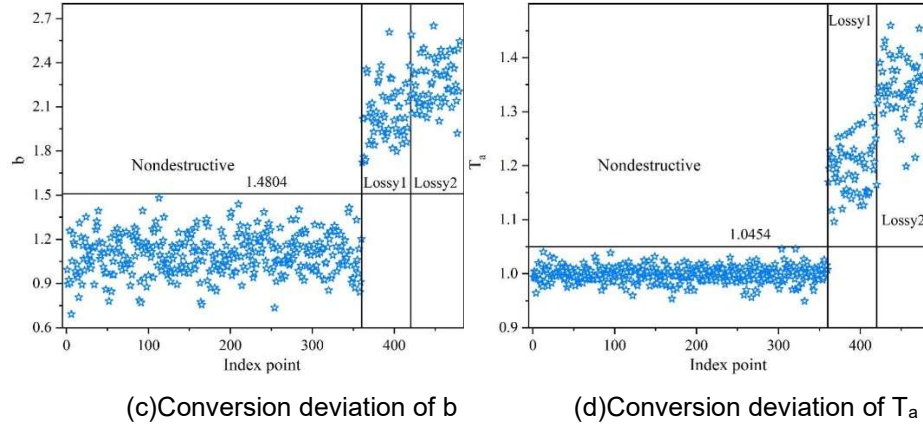 2.7
2.4
2.1
1.8
1.5
1.2
0.9
0.6
b
Nondestructive
1.4804
Lossy1
Lossy2
0
100
200
300
400
Index point
(c)Conversion deviation of b
1.4
1.3
1.2
1.1
1.0
0.9
Ta
Lossy1
Nondestructive
1.0454
Lossy2
0
100
200
300
400
Index point
(d)Conversion deviation of Ta